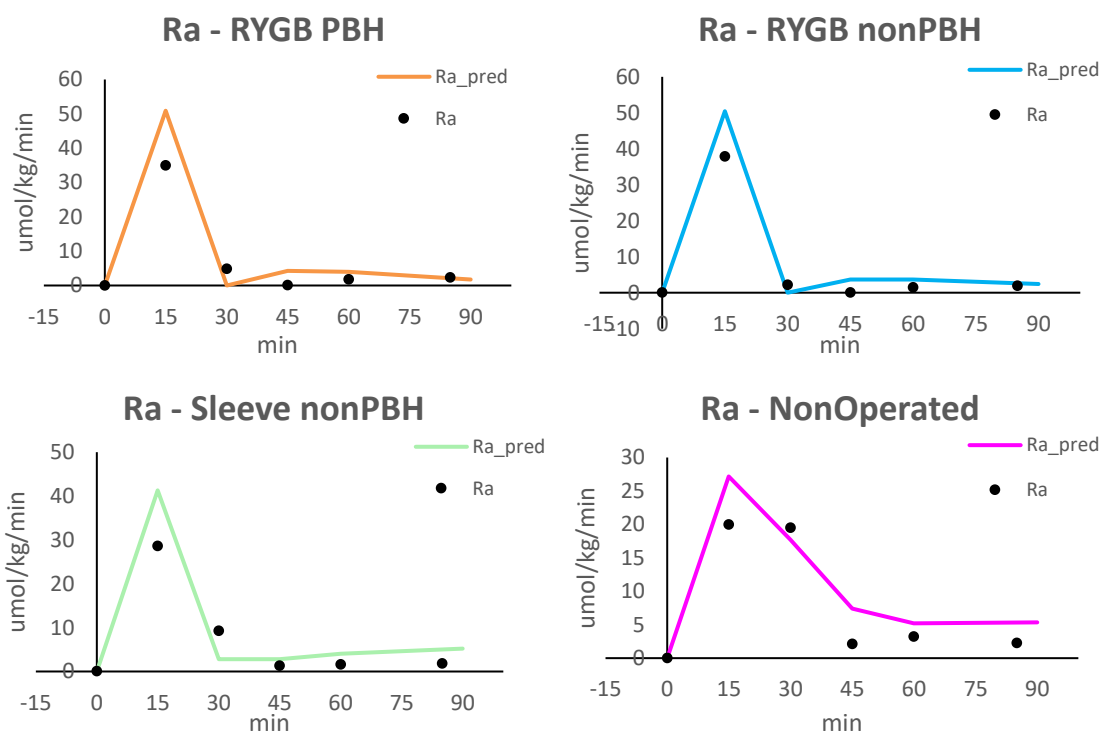 Ra - RYGB PBH
Ra_pred
Ra
umol/kg/min
60
50
40
30
20
10
0
-15 0 15 30 45 60 75 90
min
Ra - RYGB nonPBH
Ra_pred
Ra
umol/kg/min
60
50
40
30
20
10
0
-10
-15 0 15 30 45 60 75 90
min
Ra - Sleeve nonPBH
Ra_pred
Ra
umol/kg/min
50
40
30
20
10
0
-15 0 15 30 45 60 75 90
min
Ra - NonOperated
Ra_pred
Ra
umol/kg/min
30
25
20
15
10
5
0
-15 0 15 30 45 60 75 90
min